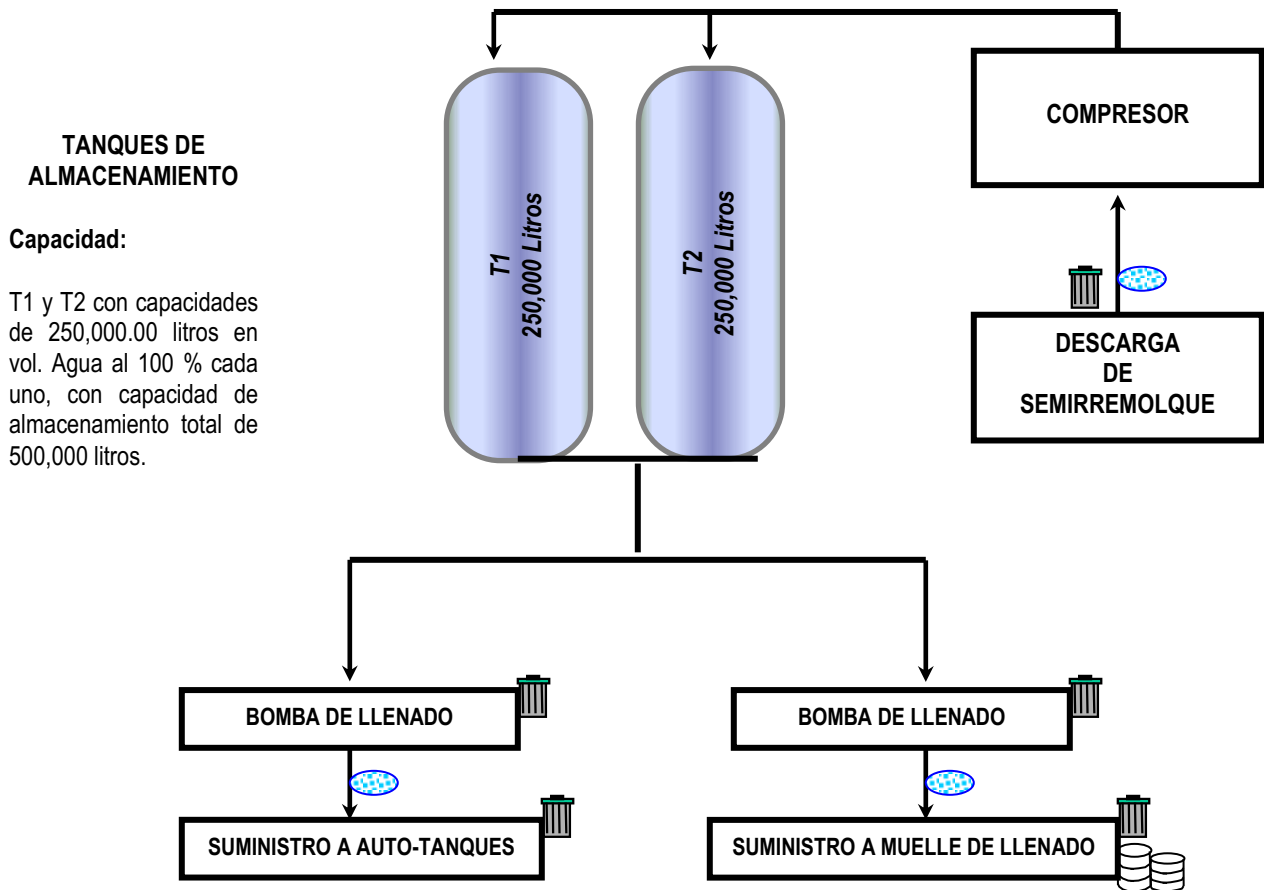 TANQUES DE
ALMACENAMIENTO
Capacidad:
T1 y T2 con capacidades
de 250,000.00 litros en
vol. Agua al 100 % cada
uno, con capacidad de
almacenamiento total de
500,000 litros.
T1
250,000 Litros
T2
250,000 Litros
COMPRESOR
DESCARGA
DE
SEMIRREMOLQUE
BOMBA DE LLENADO
BOMBA DE LLENADO
SUMINISTRO A AUTO-TANQUES
SUMINISTRO A MUELLE DE LLENADO